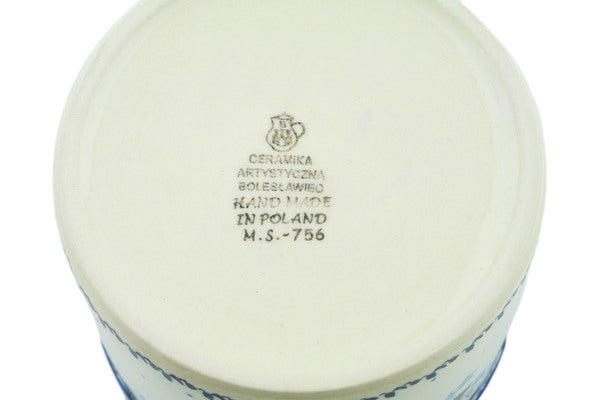 CERAMIKA
ARTYSTYCZNA
BOLESŁAWIEC
HAND MADE
IN POLAND
M.S.-756